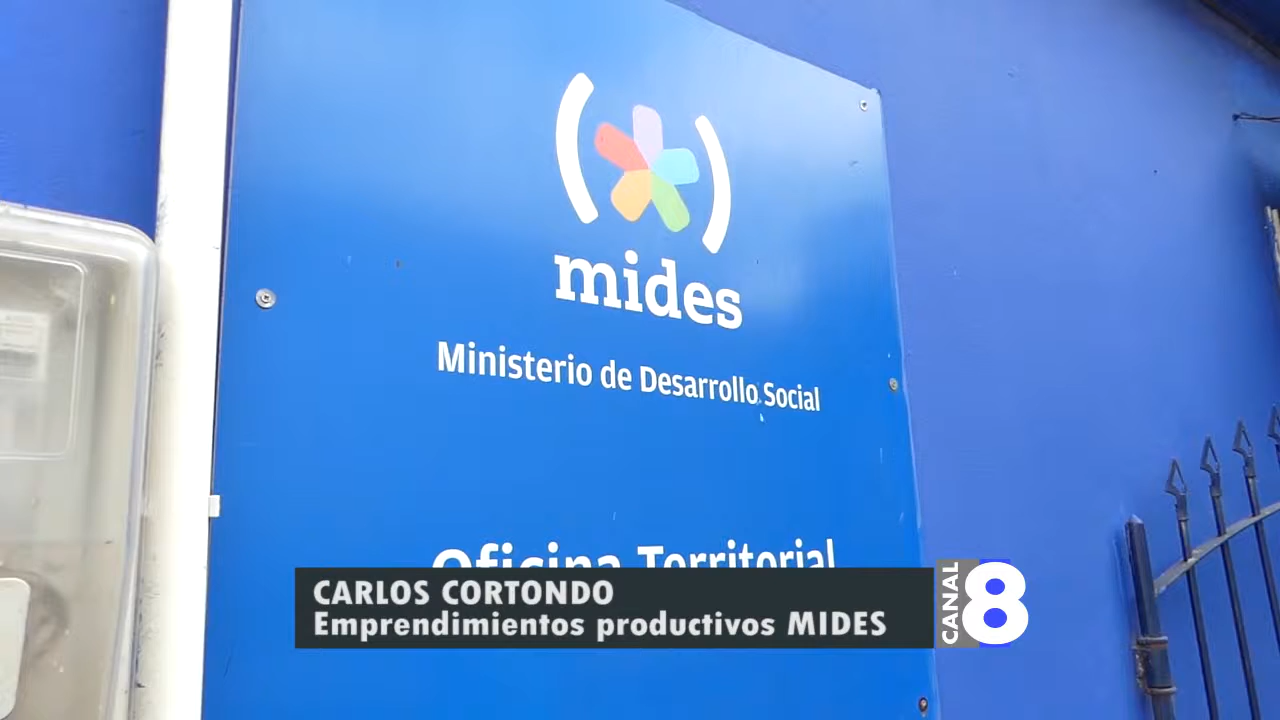 mides
Ministerio de Desarrollo Social
Oficina Territorial
CARLOS CORTONDO
Emprendimientos productivos MIDES
CANAL 8